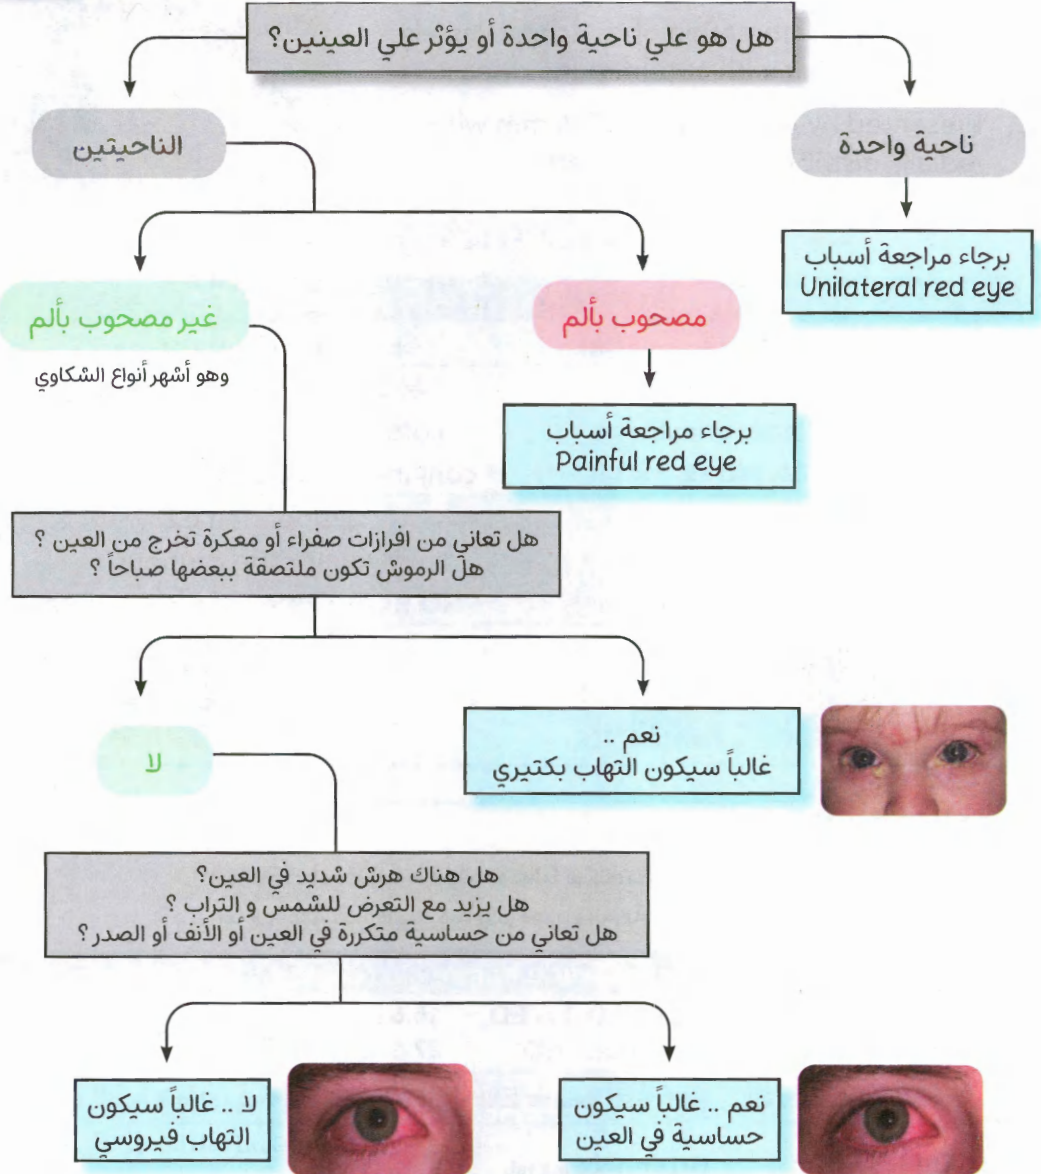 هل هو علي ناحية واحدة أو يؤثر علي العينين؟
ناحية واحدة
الناحيتين
برجاء مراجعة أسباب
Unilateral red eye
مصحوب بألم
غير مصحوب بألم
وهو أشهر أنواع الشكاوي
برجاء مراجعة أسباب
Painful red eye
هل تعاني من افرازات صفراء أو معكرة تخرج من العين ؟
هل الرموش تكون ملتصقة ببعضها صباحاً ؟
نعم ..
غالباً سيكون التهاب بكتيري
لا
هل هناك هرش شديد في العين؟
هل يزيد مع التعرض للشمس و التراب ؟
هل تعاني من حساسية متكررة في العين أو الأنف أو الصدر ؟
نعم .. غالباً سيكون
حساسية في العين
لا .. غالباً سيكون
التهاب فيروسي